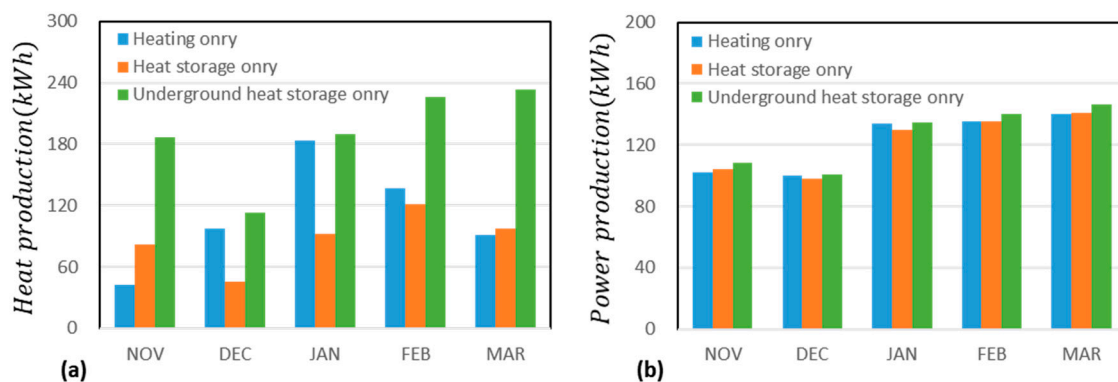 Heat production(kWh)
300
240
180
120
60
0
Heating onry
Heat storage onry
Underground heat storage onry
NOV DEC JAN FEB MAR
(a)
Power production(kWh)
200
160
120
80
40
0
Heating onry
Heat storage onry
Underground heat storage onry
NOV DEC JAN FEB MAR
(b)